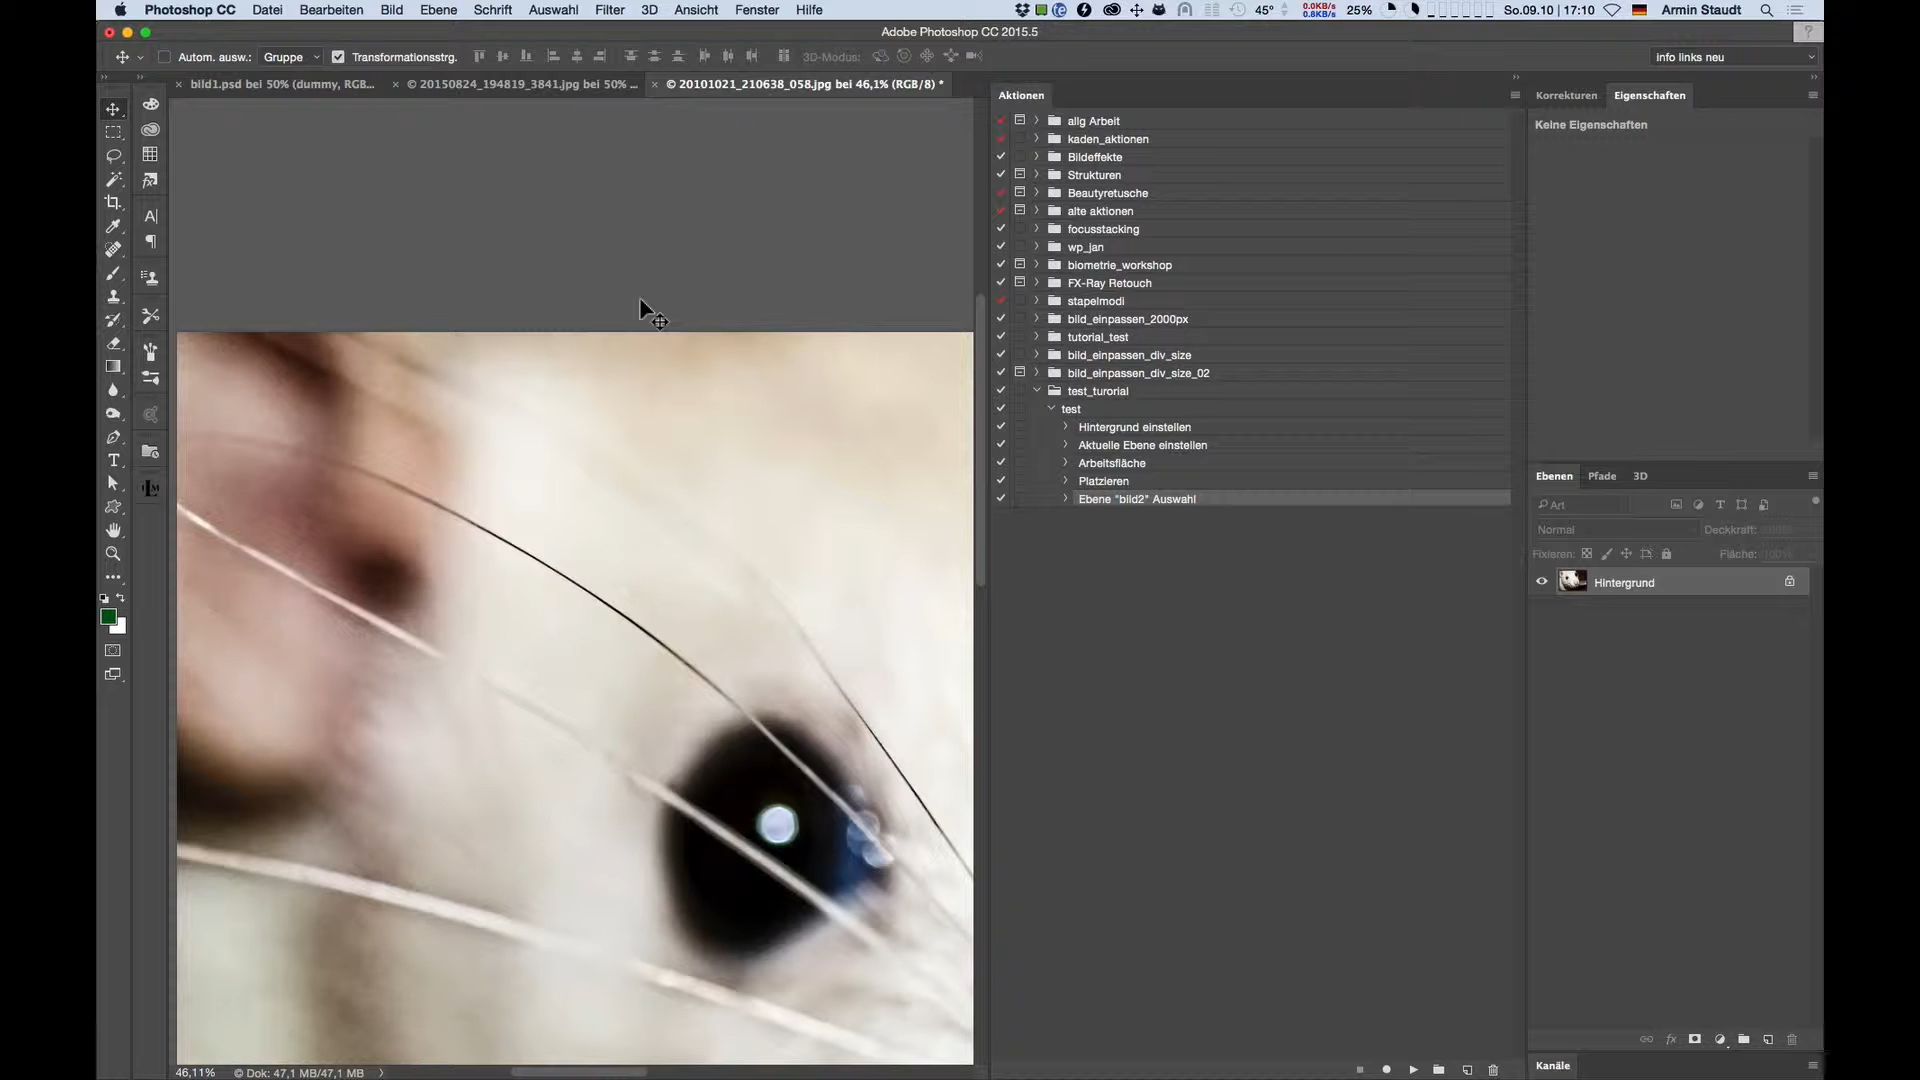 Photoshop CC Datei Bearbeiten Bild Ebene Schrift Auswahl Filter 3D Ansicht Fenster Hilfe 45° 0.0KB/s 0.8KB/s 25% So.09.10 | 17:10 Armin Staudt
Adobe Photoshop CC 2015.5
Autom. ausw.: Gruppe Transformationsstrg. 3D-Modus: info links neu
bild1.psd bei 50% (dummy, RGB... © 20150824_194819_3841.jpg bei 50% ... © 20101021_210638_058.jpg bei 46,1% (RGB/8) *
Aktionen
Korrekturen Eigenschaften
Keine Eigenschaften
allg Arbeit
kaden_aktionen
Bildeffekte
Strukturen
Beautyretusche
alte aktionen
focusstacking
wp_jan
biometrie_workshop
FX-Ray Retouch
stapelmodi
bild_einpassen_2000px
tutorial_test
bild_einpassen_div_size
bild_einpassen_div_size_02
test_turorial
test
Hintergrund einstellen
Aktuelle Ebene einstellen
Arbeitsfläche
Platzieren
Ebene "bild2" Auswahl
Ebenen Pfade 3D
Art
Normal Deckkraft:
Fixieren: Fläche: 100%
Hintergrund
Kanäle
46,11% © Dok: 47,1 MB/47,1 MB